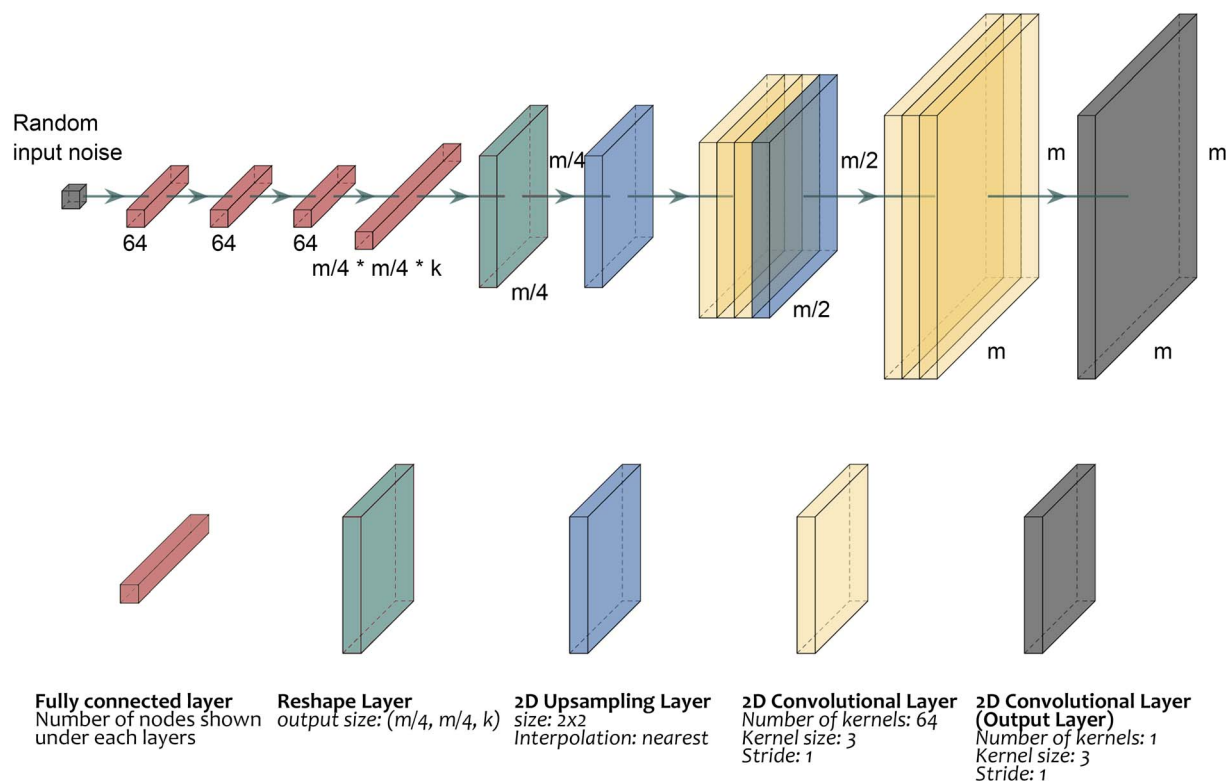 Random
input noise
64
64
64
m/4 * m/4 * k
m/4
m/4
m/2
m/2
m
m
m
m
Fully connected layer
Number of nodes shown
under each layers
Reshape Layer
output size: (m/4, m/4, k)
2D Upsampling Layer
size: 2x2
Interpolation: nearest
2D Convolutional Layer
Number of kernels: 64
Kernel size: 3
Stride: 1
2D Convolutional Layer
(Output Layer)
Number of kernels: 1
Kernel size: 3
Stride: 1